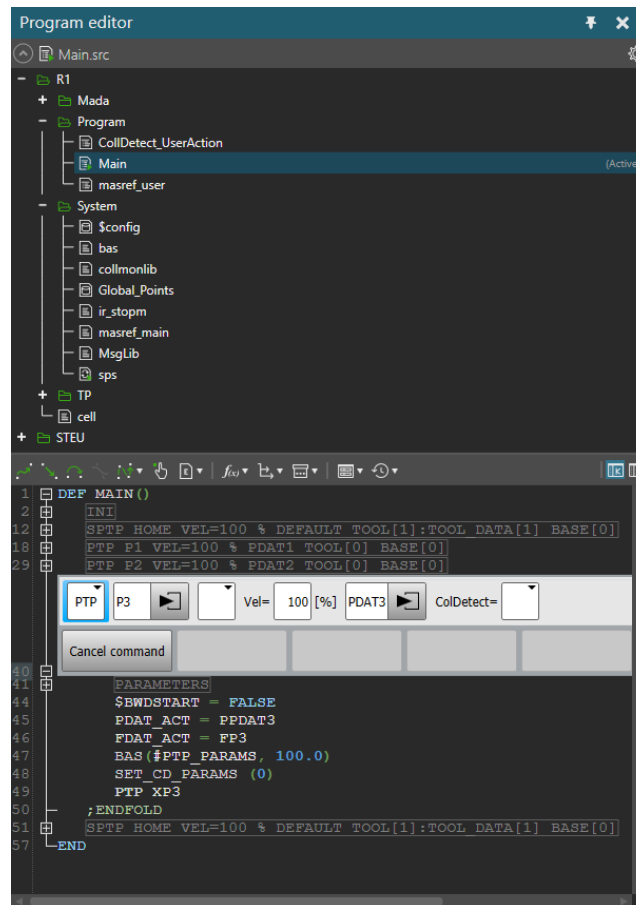 Program editor
Main.src
R1
Mada
Program
CollDetect_UserAction
Main (Active
masref_user
System
$config
bas
collmonlib
Global_Points
ir_stopm
masref_main
MsgLib
sps
TP
cell
STEU
1 DEF MAIN()
2 INI
12 SPTP HOME VEL=100 % DEFAULT TOOL[1]:TOOL_DATA[1] BASE[0]
18 PTP P1 VEL=100 % PDAT1 TOOL[0] BASE[0]
29 PTP P2 VEL=100 % PDAT2 TOOL[0] BASE[0]
PTP P3 Vel= 100 [%] PDAT3 ColDetect=
Cancel command
40
41 PARAMETERS
44 $BWDSTART = FALSE
45 PDAT_ACT = PPDAT3
46 FDAT_ACT = FP3
47 BAS(#PTP_PARAMS, 100.0)
48 SET_CD_PARAMS (0)
49 PTP XP3
50 ;ENDFOLD
51 SPTP HOME VEL=100 % DEFAULT TOOL[1]:TOOL_DATA[1] BASE[0]
57 END